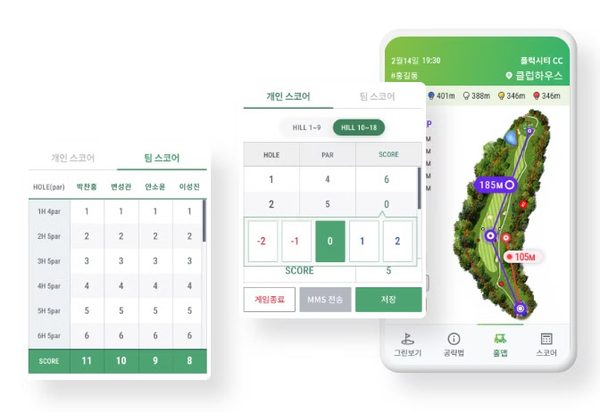 개인 스코어 팀 스코어
HOLE(par) 박찬홍 변성관 안소윤 이성진
1H 4par 1 1 1 1
2H 5par 2 2 2 2
3H 5par 3 3 3 3
4H 5par 4 4 4 4
5H 5par 5 5 5 5
6H 5par 6 6 6 6
SCORE 11 10 9 8
개인 스코어 팀 스코어
HILL 1~9 HILL 10~18
HOLE PAR SCORE
1 4 6
2 5 0
-2 -1 0 1 2
SCORE 5
게임종료 MMS 전송 저장
2월14일 19:30 플럭시티 CC
#홍길동 클럽하우스
401m 388m 346m 346m
P
M
M
M
M
185M
105M
그린보기 공략법 홀맵 스코어